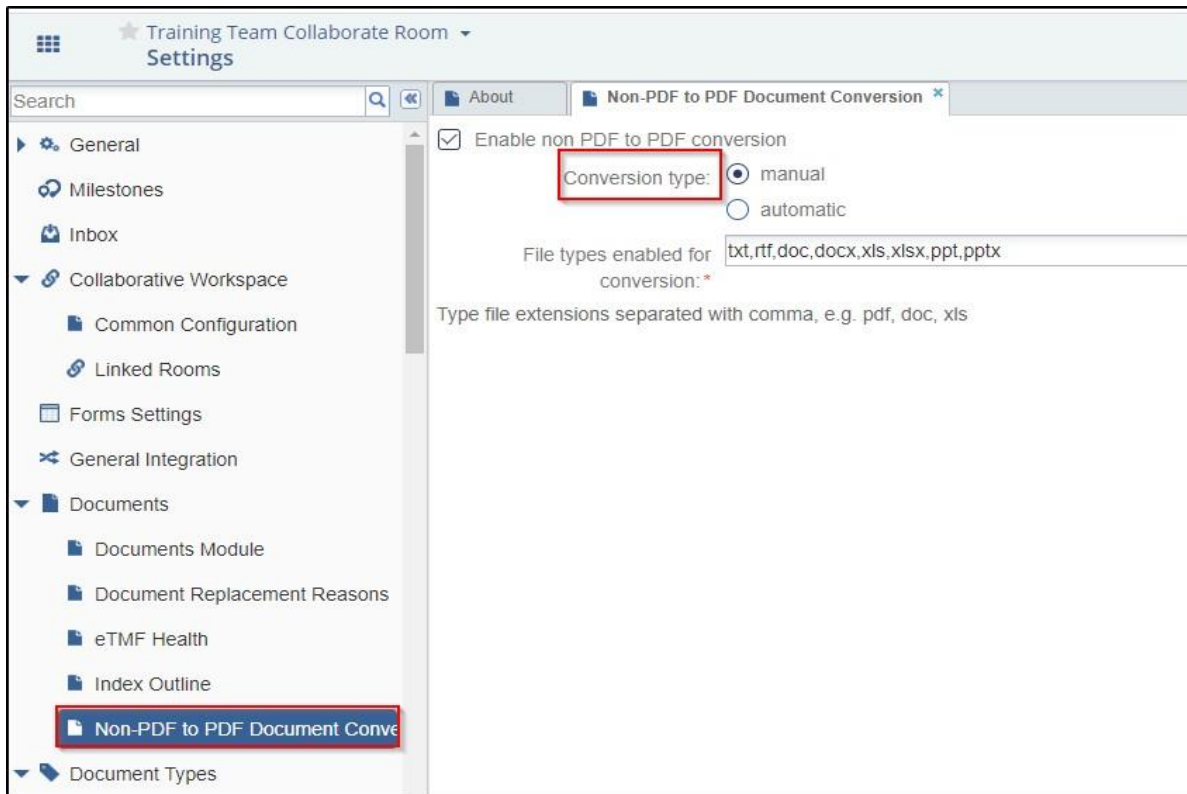 Training Team Collaborate Room
Settings
Search
General
Milestones
Inbox
Collaborative Workspace
Common Configuration
Linked Rooms
Forms Settings
General Integration
Documents
Documents Module
Document Replacement Reasons
eTMF Health
Index Outline
Non-PDF to PDF Document Conve
Document Types
About
Non-PDF to PDF Document Conversion
Enable non PDF to PDF conversion
Conversion type:
manual
automatic
File types enabled for
conversion:*
txt,rtf,doc,docx,xls,xlsx,ppt,pptx
Type file extensions separated with comma, e.g. pdf, doc, xls